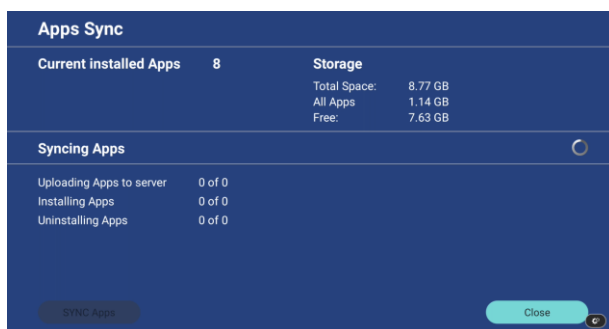 Apps Sync
Current installed Apps 8
Storage
Total Space: 8.77 GB
All Apps 1.14 GB
Free: 7.63 GB
Syncing Apps
Uploading Apps to server 0 of 0
Installing Apps 0 of 0
Uninstalling Apps 0 of 0
SYNC Apps
Close